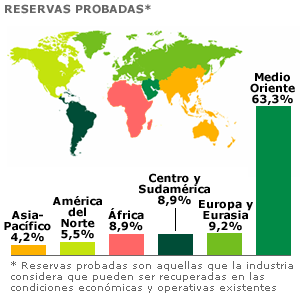 RESERVAS PROBADAS*
Medio
Oriente
63,3%
Asia-
Pacífico
4,2%
América
del
Norte
5,5%
África
8,9%
Centro y
Sudamérica
8,9%
Europa y
Eurasia
9,2%
* Reservas probadas son aquellas que la industria
considera que pueden ser recuperadas en las
condiciones económicas y operativas existentes